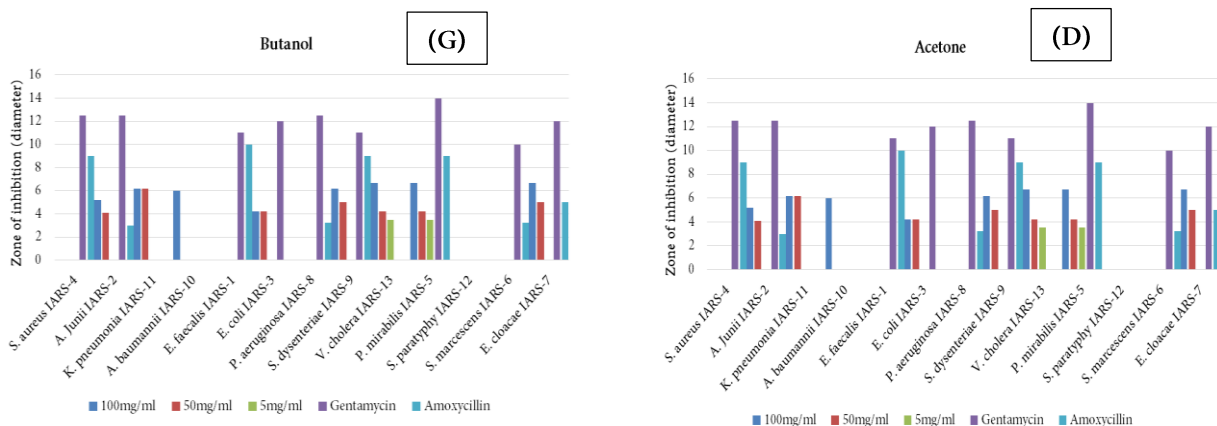 Butanol
(G)
Zone of inhibition (diameter)
16
14
12
10
8
6
4
2
0
S. aureus IARS-4
A. Junii IARS-2
K. pneumonia IARS-11
A. baumannii IARS-10
E. faecalis IARS-1
E. coli IARS-3
P. aeruginosa IARS-8
S. dysenteriae IARS-9
V. cholera IARS-13
P. mirabilis IARS-5
S. paratyphy IARS-12
S. marcescens IARS-6
E. cloacae IARS-7
100mg/ml 50mg/ml 5mg/ml Gentamycin Amoxycillin
Acetone
(D)
Zone of inhibition (diameter)
16
14
12
10
8
6
4
2
0
S. aureus IARS-4
A. Junii IARS-2
K. pneumonia IARS-11
A. baumannii IARS-10
E. faecalis IARS-1
E. coli IARS-3
P. aeruginosa IARS-8
S. dysenteriae IARS-9
V. cholera IARS-13
P. mirabilis IARS-5
S. paratyphy IARS-12
S. marcescens IARS-6
E. cloacae IARS-7
100mg/ml 50mg/ml 5mg/ml Gentamycin Amoxycillin